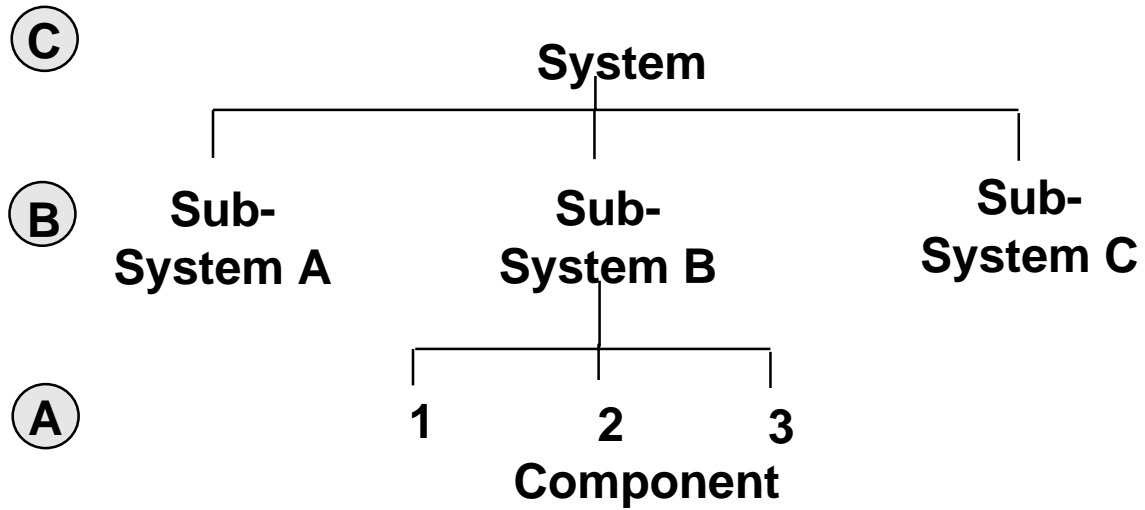 C
System
B
Sub-
System A
Sub-
System B
Sub-
System C
A
1 2 3
Component